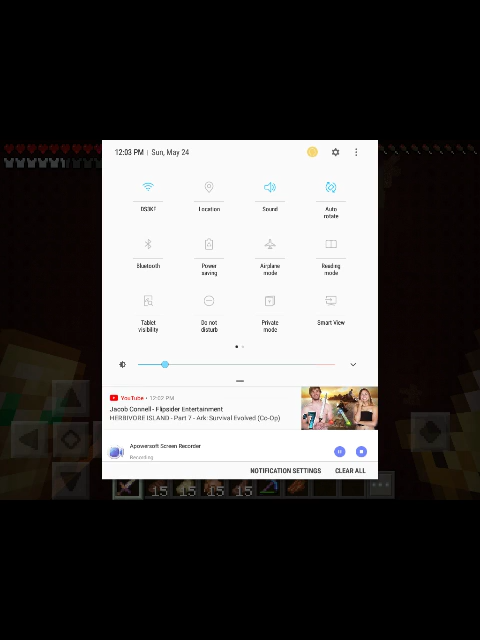 12:03 PM | Sun, May 24
DS3KF
Location
Sound
Auto
rotate
Bluetooth
Power
saving
Airplane
mode
Reading
mode
Tablet
visibility
Do not
disturb
Private
mode
Smart View
YouTube • 12:02 PM
Jacob Connell - Flipsider Entertainment
HERBIVORE ISLAND - Part 7 - Ark: Survival Evolved (Co-Op)
Apowersoft Screen Recorder
Recording
NOTIFICATION SETTINGS
CLEAR ALL
15 15 15 15